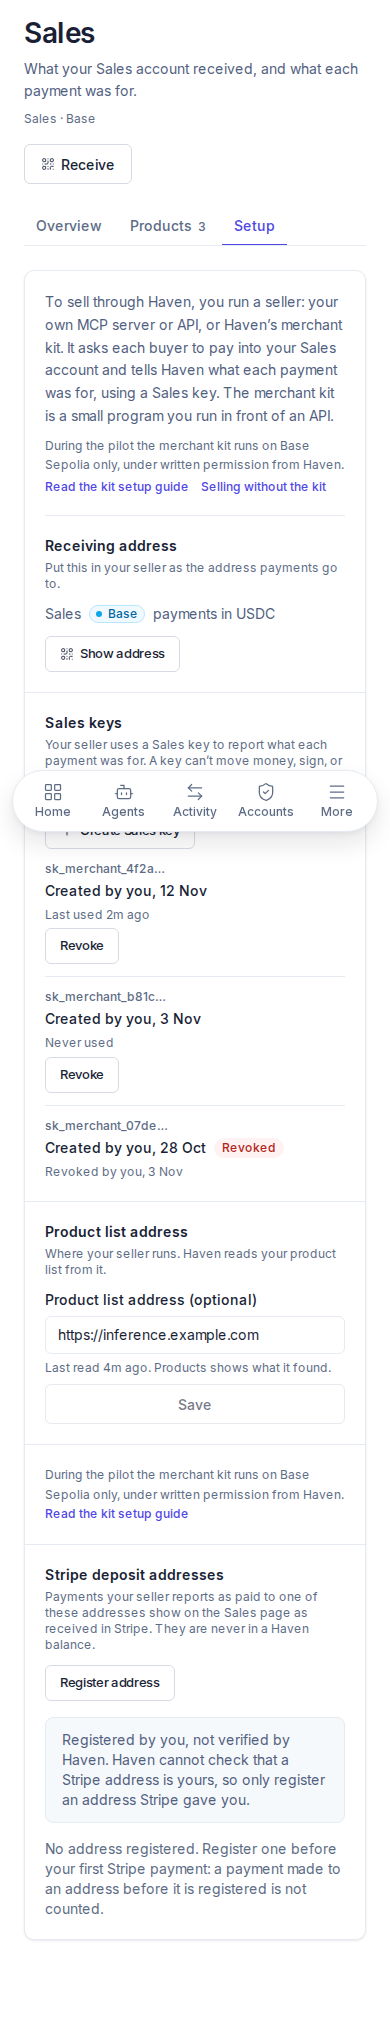 Sales
What your Sales account received, and what each
payment was for.
Sales · Base
Receive
Overview Products 3 Setup
To sell through Haven, you run a seller: your
own MCP server or API, or Haven’s merchant
kit. It asks each buyer to pay into your Sales
account and tells Haven what each payment
was for, using a Sales key. The merchant kit
is a small program you run in front of an API.
During the pilot the merchant kit runs on Base
Sepolia only, under written permission from Haven.
Read the kit setup guide Selling without the kit
Receiving address
Put this in your seller as the address payments go
to.
Sales Base payments in USDC
Show address
Sales keys
Your seller uses a Sales key to report what each
payment was for. A key can’t move money, sign, or
Home Agents Activity Accounts More
Create Sales key
sk_merchant_4f2a…
Created by you, 12 Nov
Last used 2m ago
Revoke
sk_merchant_b81c…
Created by you, 3 Nov
Never used
Revoke
sk_merchant_07de…
Created by you, 28 Oct Revoked
Revoked by you, 3 Nov
Product list address
Where your seller runs. Haven reads your product
list from it.
Product list address (optional)
https://inference.example.com
Last read 4m ago. Products shows what it found.
Save
During the pilot the merchant kit runs on Base
Sepolia only, under written permission from Haven.
Read the kit setup guide
Stripe deposit addresses
Payments your seller reports as paid to one of
these addresses show on the Sales page as
received in Stripe. They are never in a Haven
balance.
Register address
Registered by you, not verified by
Haven. Haven cannot check that a
Stripe address is yours, so only register
an address Stripe gave you.
No address registered. Register one before
your first Stripe payment: a payment made to
an address before it is registered is not
counted.